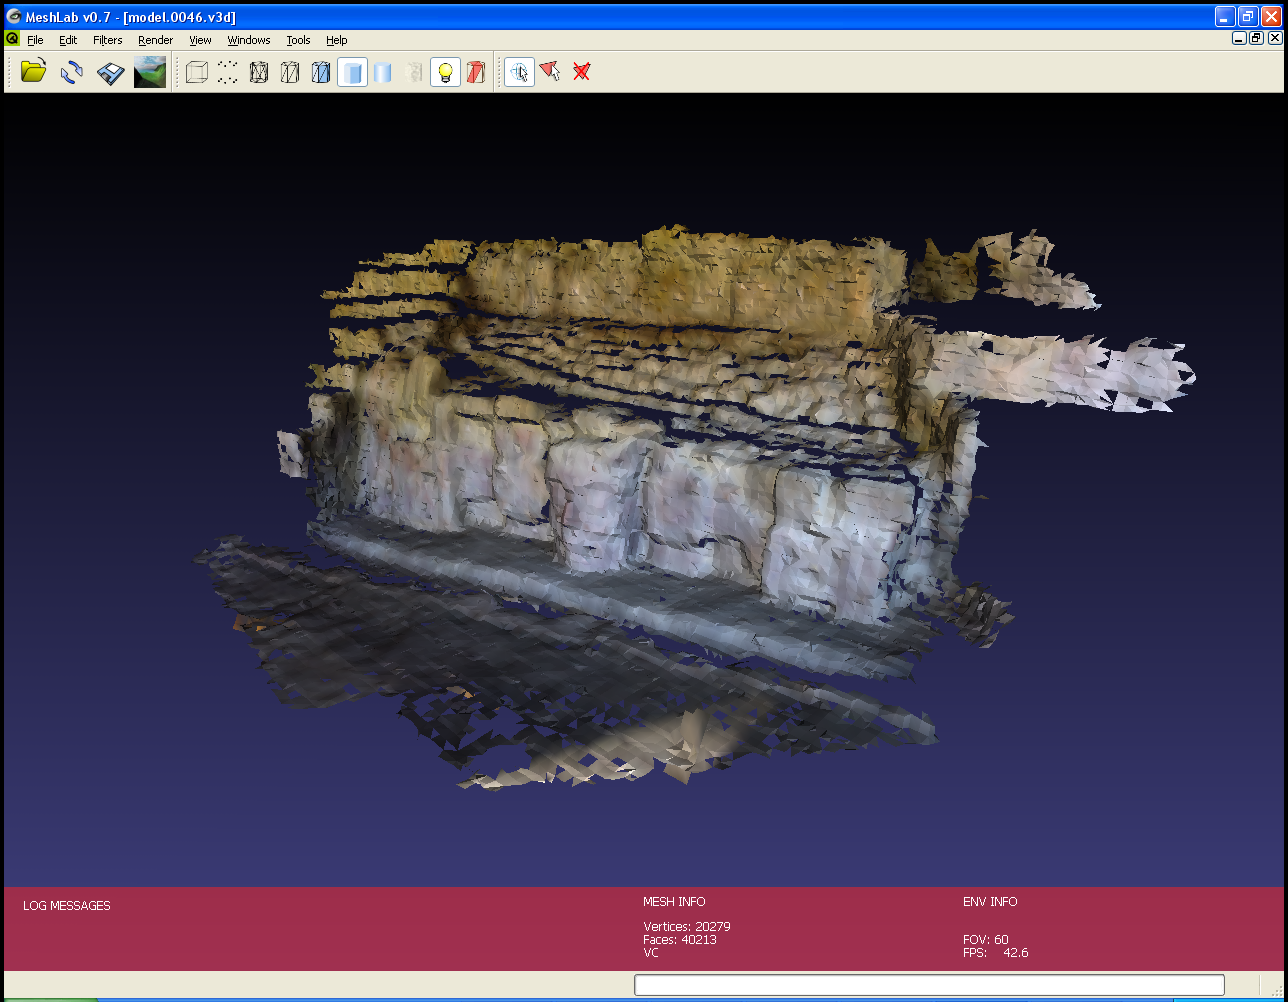 MeshLab v0.7 - [model.0046.v3d]
File Edit Filters Render View Windows Tools Help
LOG MESSAGES
MESH INFO
Vertices: 20279
Faces: 40213
VC
ENV INFO
FOV: 60
FPS: 42.6